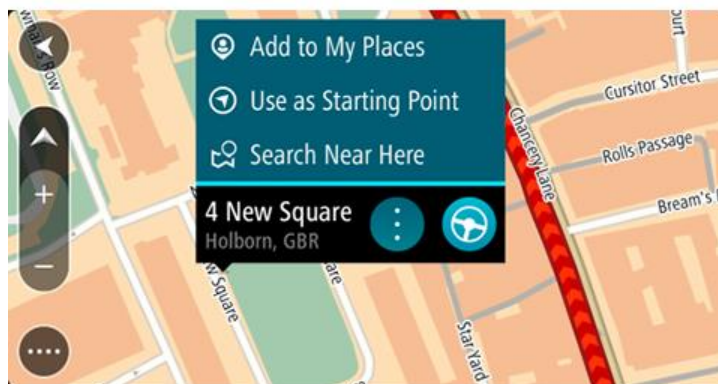 Add to My Places
Use as Starting Point
Search Near Here
4 New Square
Holborn, GBR
Row
w Square
Chancery Lane
Cursitor Street
Rolls Passage
Bream's
Star Yard